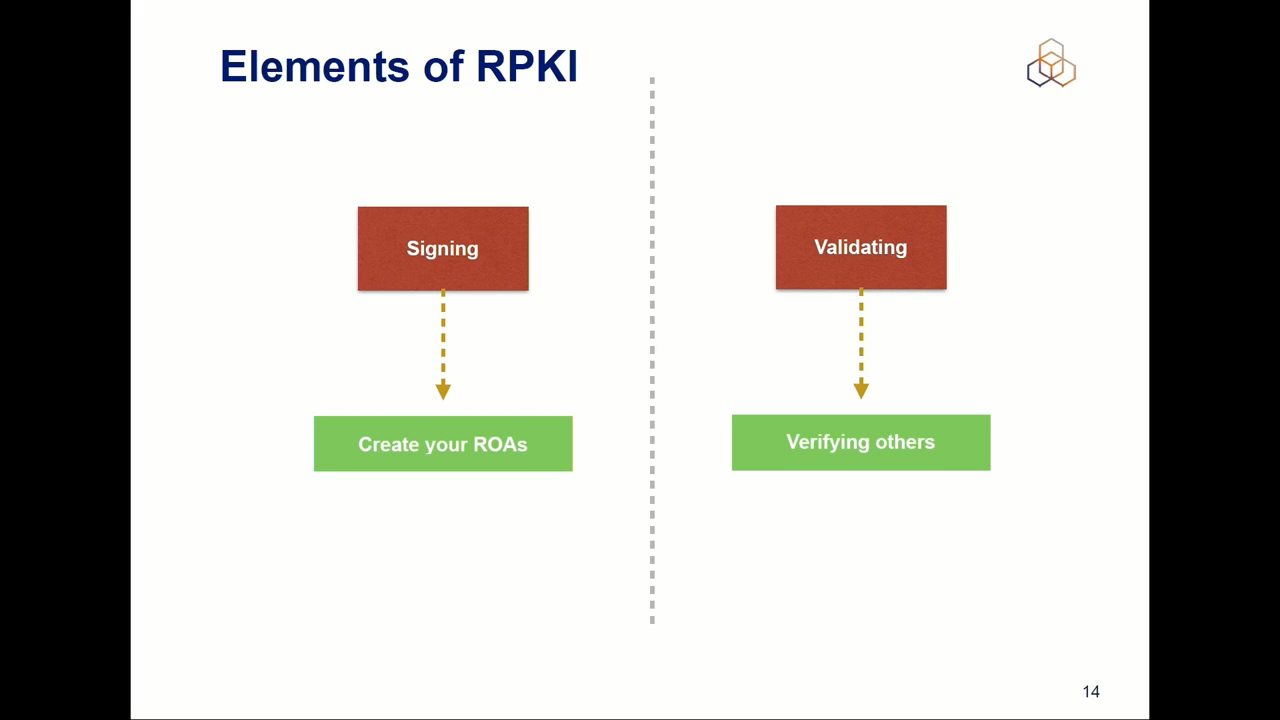 Elements of RPKI
Signing
Validating
Create your ROAs
Verifying others
14